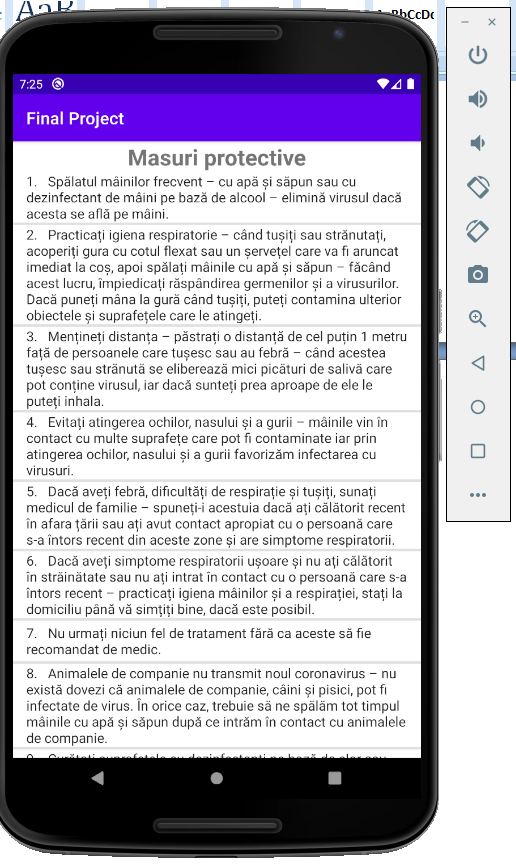 AaB
AaBbCcDc
7:25
Final Project
Masuri protective
1. Spălatul mâinilor frecvent – cu apă și săpun sau cu
dezinfectant de mâini pe bază de alcool – elimină virusul dacă
acesta se află pe mâini.
2. Practicați igiena respiratorie – când tușiți sau strănutați,
acoperiți gura cu cotul flexat sau un șervețel care va fi aruncat
imediat la coș, apoi spălați mâinile cu apă și săpun – făcând
acest lucru, împiedicați răspândirea germenilor și a virusurilor.
Dacă puneți mâna la gură când tușiți, puteți contamina ulterior
obiectele și suprafețele care le atingeți.
3. Mențineți distanța – păstrați o distanță de cel puțin 1 metru
față de persoanele care tușesc sau au febră – când acestea
tușesc sau strănută se eliberează mici picături de salivă care
pot conține virusul, iar dacă sunteți prea aproape de ele le
puteți inhala.
4. Evitați atingerea ochilor, nasului și a gurii – mâinile vin în
contact cu multe suprafețe care pot fi contaminate iar prin
atingerea ochilor, nasului și a gurii favorizăm infectarea cu
virusuri.
5. Dacă aveți febră, dificultăți de respirație și tușiți, sunați
medicul de familie – spuneți-i acestuia dacă ați călătorit recent
în afara țării sau ați avut contact apropiat cu o persoană care
s-a întors recent din aceste zone și are simptome respiratorii.
6. Dacă aveți simptome respiratorii ușoare și nu ați călătorit
în străinătate sau nu ați intrat în contact cu o persoană care s-a
întors recent – practicați igiena mâinilor și a respirației, stați la
domiciliu până vă simțiți bine, dacă este posibil.
7. Nu urmați niciun fel de tratament fără ca aceste să fie
recomandat de medic.
8. Animalele de companie nu transmit noul coronavirus – nu
există dovezi că animalele de companie, câini și pisici, pot fi
infectate de virus. În orice caz, trebuie să ne spălăm tot timpul
mâinile cu apă și săpun după ce intrăm în contact cu animalele
de companie.
9. Curățați suprafețele cu dezinfectanți pe bază de clor sau